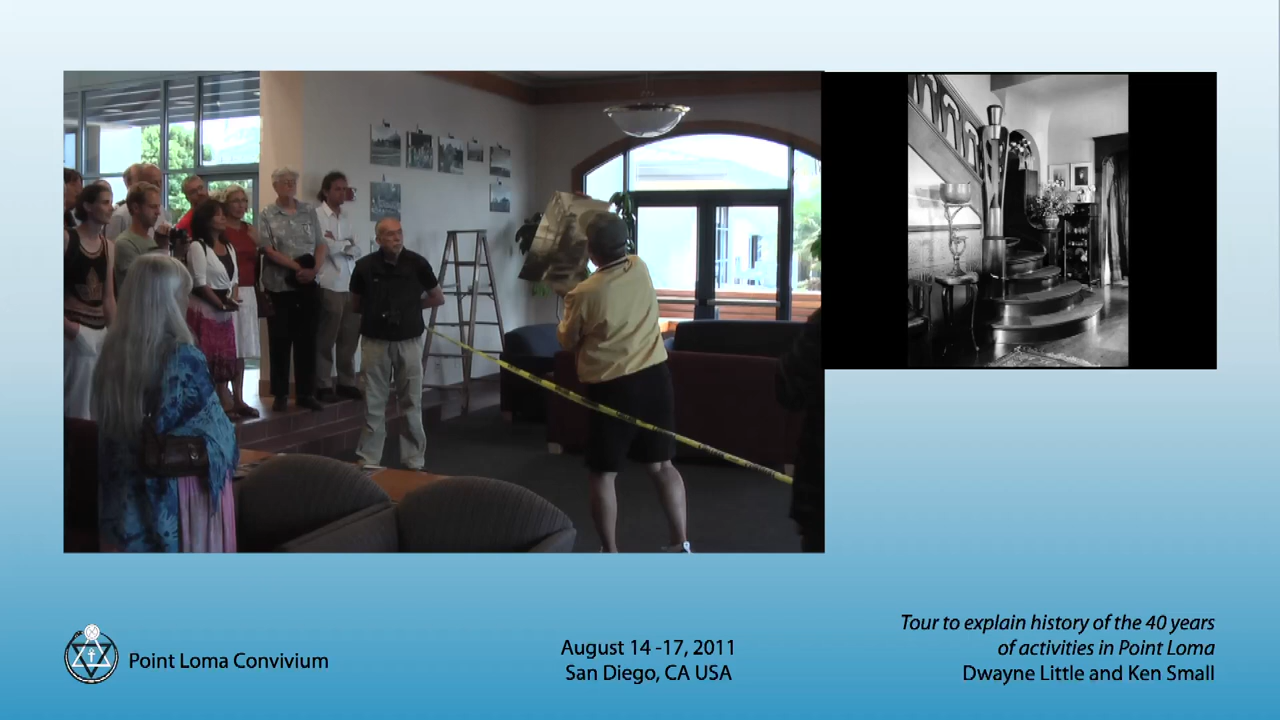 Point Loma Convivium
August 14 -17, 2011
San Diego, CA USA
Tour to explain history of the 40 years
of activities in Point Loma
Dwayne Little and Ken Small